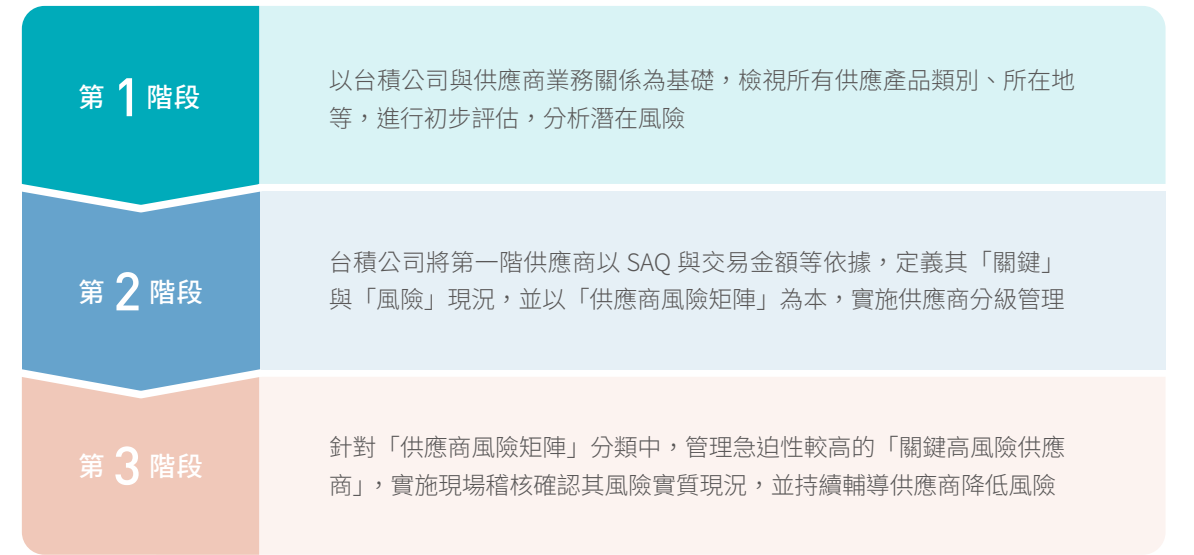 第 1 階段
以台積公司與供應商業務關係為基礎，檢視所有供應產品類別、所在地
等，進行初步評估，分析潛在風險
第 2 階段
台積公司將第一階供應商以 SAQ 與交易金額等依據，定義其「關鍵」
與「風險」現況，並以「供應商風險矩陣」為本，實施供應商分級管理
第 3 階段
針對「供應商風險矩陣」分類中，管理急迫性較高的「關鍵高風險供應
商」，實施現場稽核確認其風險實質現況，並持續輔導供應商降低風險